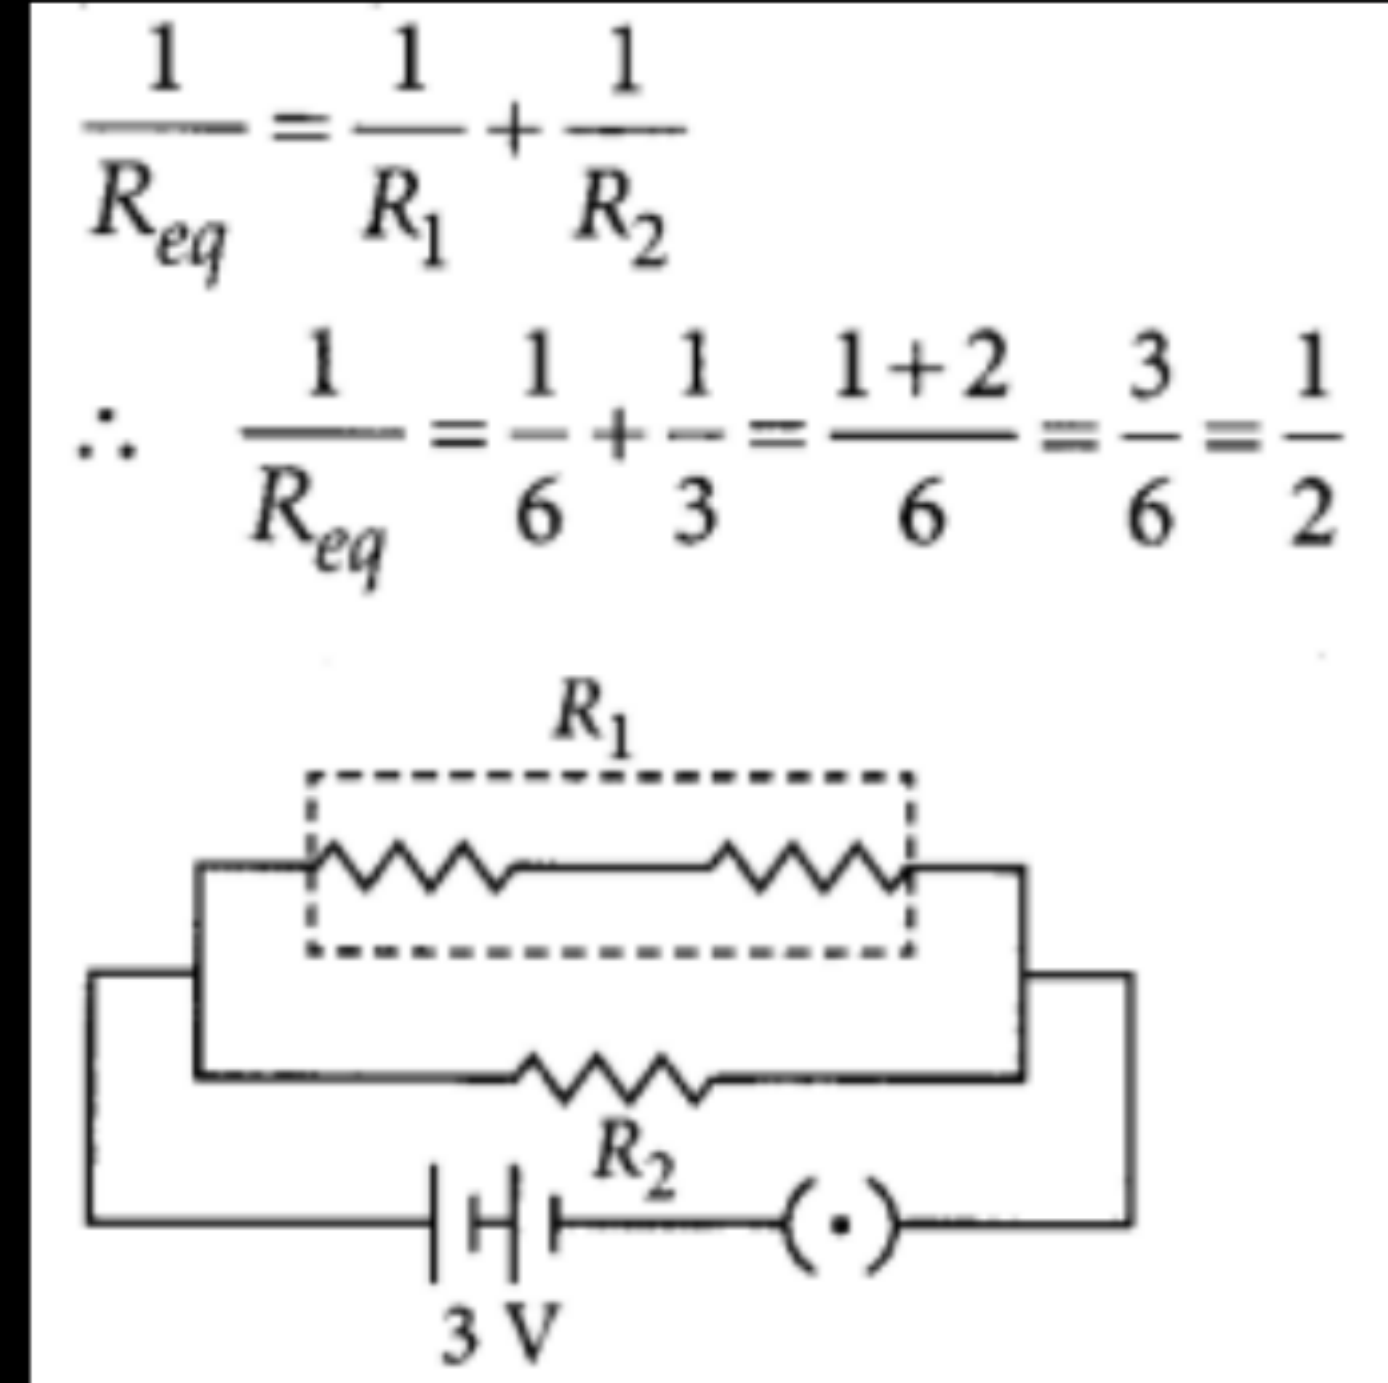 1/R_eq = 1/R_1 + 1/R_2
∴ 1/R_eq = 1/6 + 1/3 = (1+2)/6 = 3/6 = 1/2
R_1
R_2
3 V